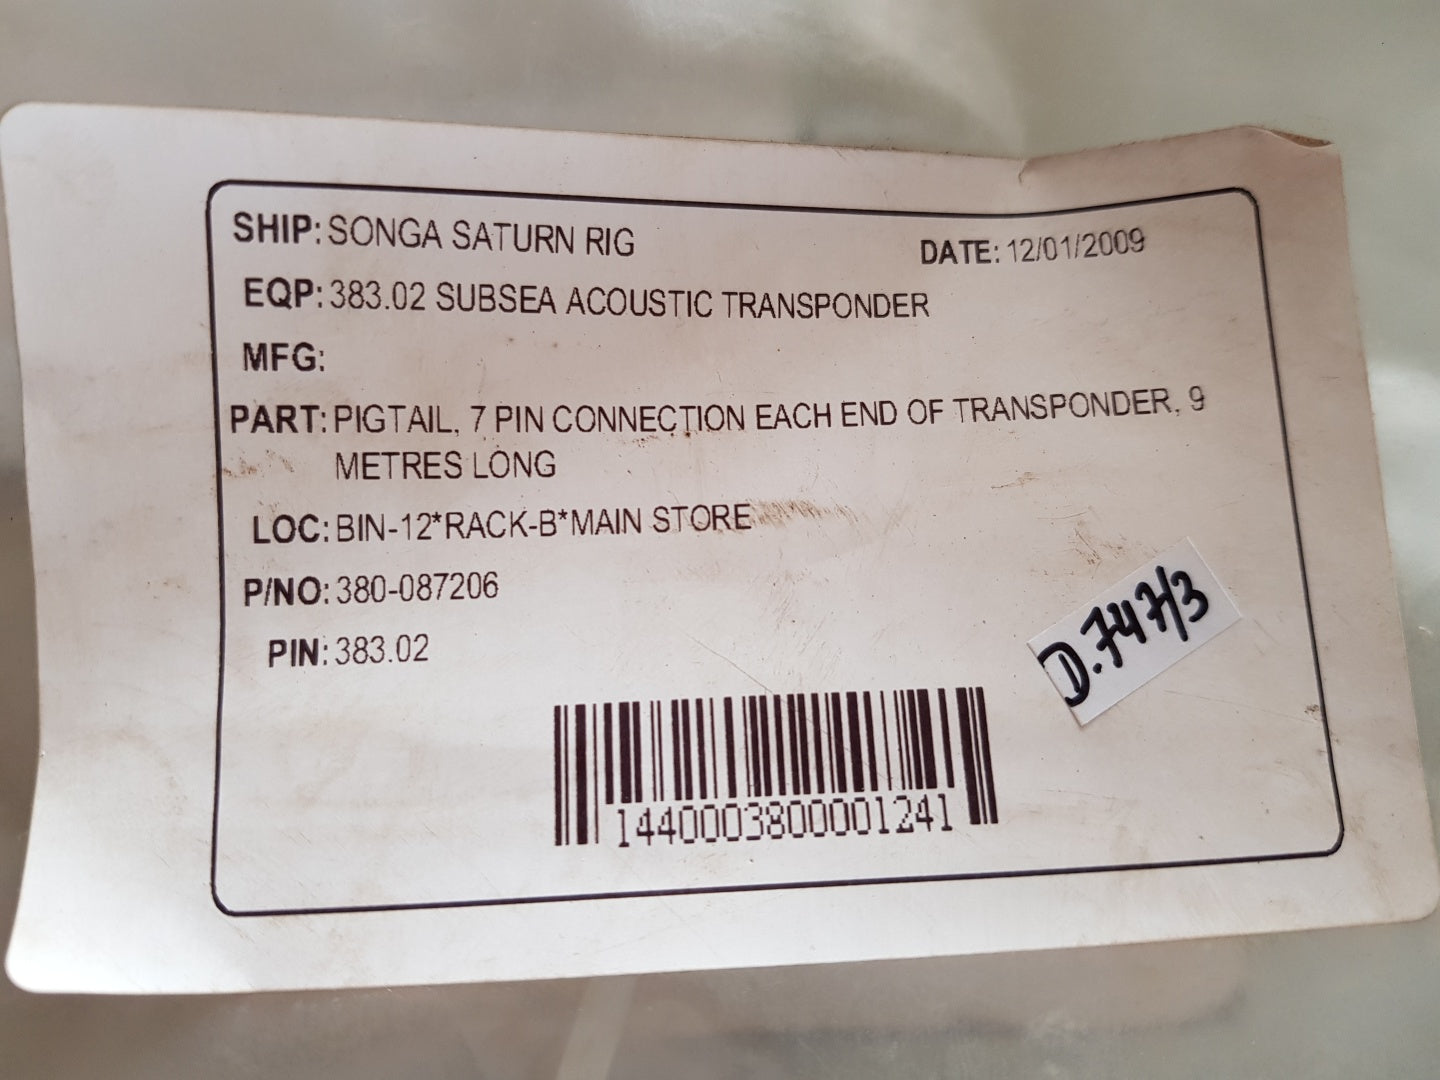 SHIP: SONGA SATURN RIG DATE: 12/01/2009
EQP: 383.02 SUBSEA ACOUSTIC TRANSPONDER
MFG:
PART: PIGTAIL, 7 PIN CONNECTION EACH END OF TRANSPONDER, 9
METRES LONG
LOC: BIN-12*RACK-B*MAIN STORE
P/NO: 380-087206
PIN: 383.02
D.747/3
1440003800001241